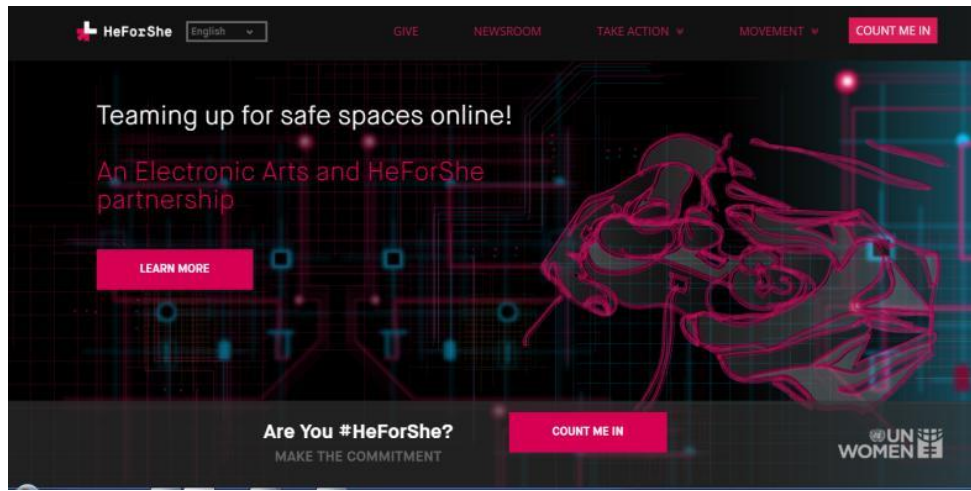 HeForShe
English
GIVE
NEWSROOM
TAKE ACTION
MOVEMENT
COUNT ME IN
Teaming up for safe spaces online!
An Electronic Arts and HeForShe
partnership
LEARN MORE
Are You #HeForShe?
MAKE THE COMMITMENT
COUNT ME IN
UN
WOMEN